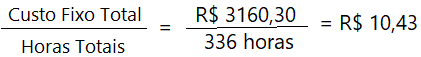 Custo Fixo Total = R$ 3160,30 = R$ 10,43
Horas Totais 336 horas